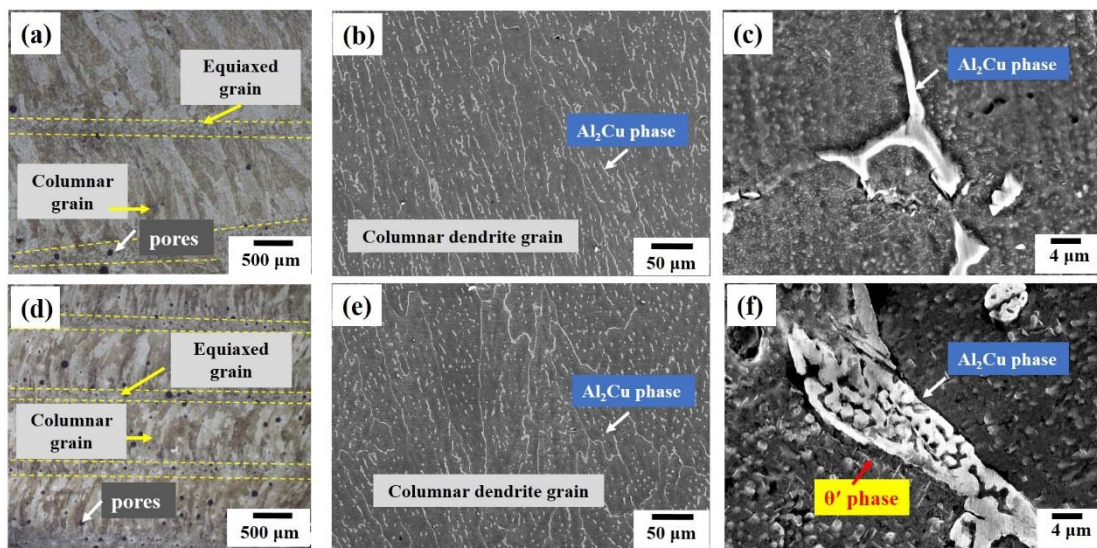 (a)
Equiaxed
grain
Columnar
grain
pores
500 μm
(b)
Al₂Cu phase
Columnar dendrite grain
50 μm
(c)
Al₂Cu phase
4 μm
(d)
Equiaxed
grain
Columnar
grain
pores
500 μm
(e)
Al₂Cu phase
Columnar dendrite grain
50 μm
(f)
Al₂Cu phase
θ′ phase
4 μm